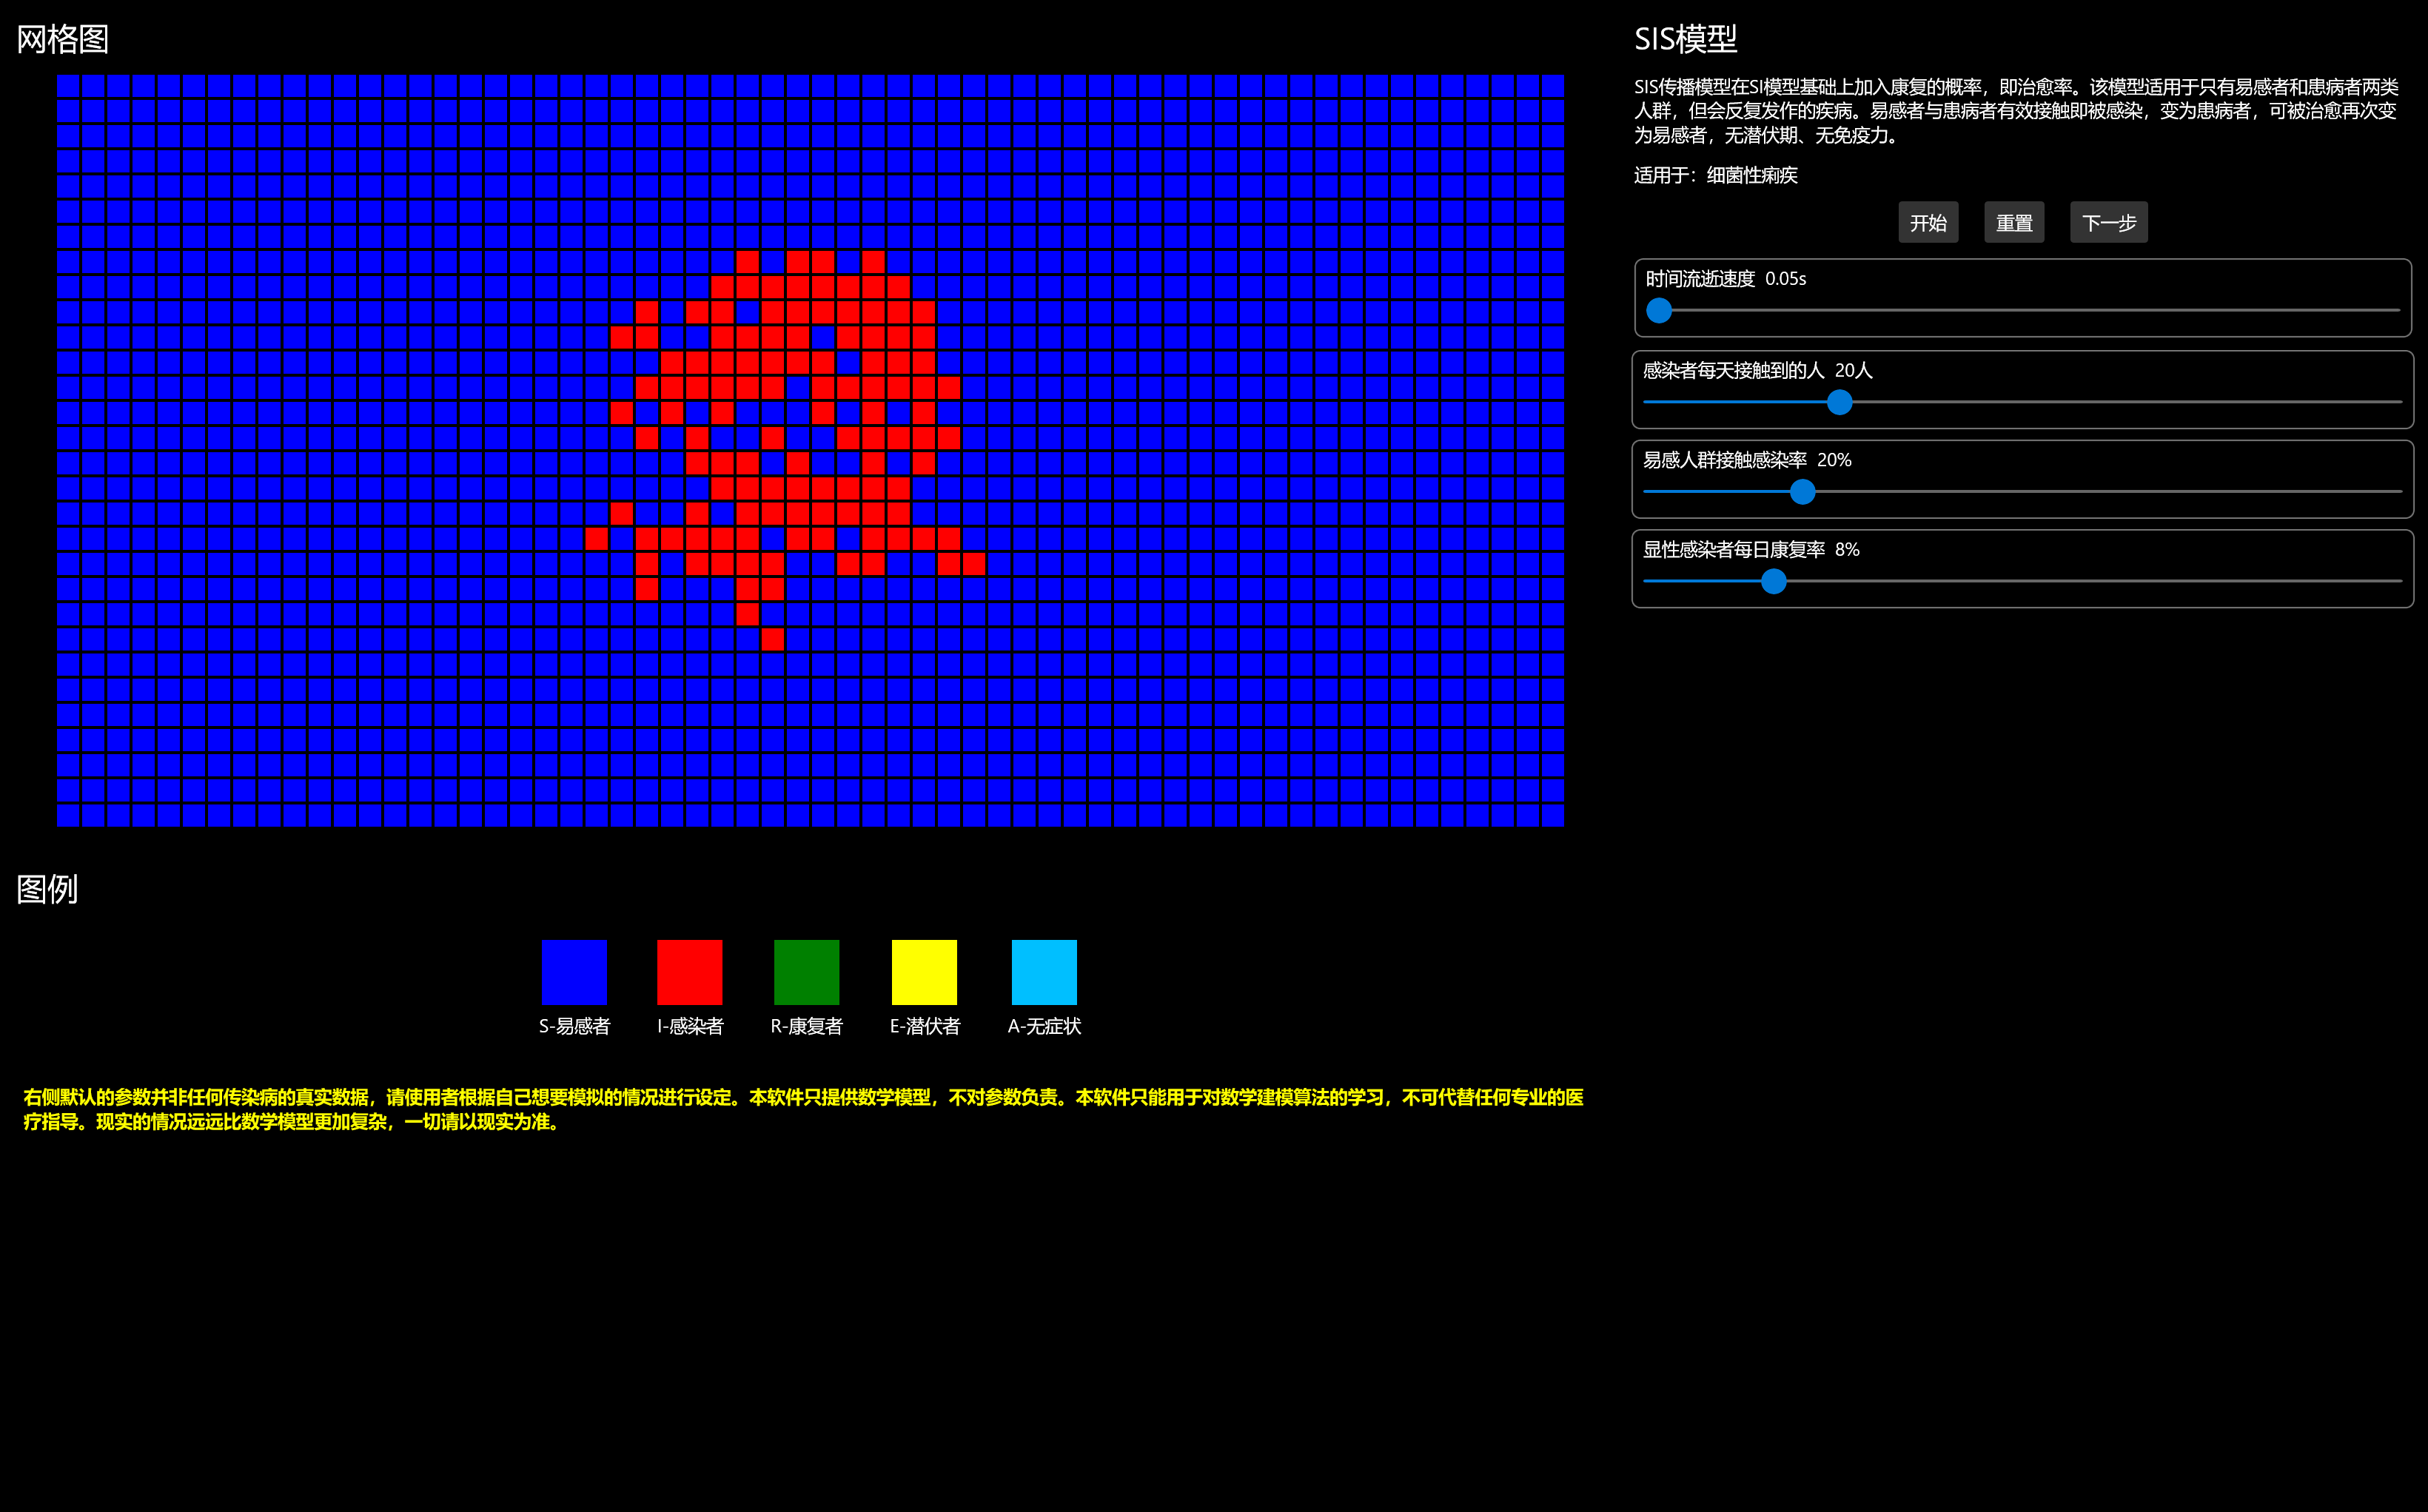 网格图
SIS模型
SIS传播模型在SI模型基础上加入康复的概率，即治愈率。该模型适用于只有易感者和患病者两类
人群，但会反复发作的疾病。易感者与患病者有效接触即被感染，变为患病者，可被治愈再次变
为易感者，无潜伏期、无免疫力。
适用于：细菌性痢疾
开始 重置 下一步
时间流逝速度 0.05s
感染者每天接触到的人 20人
易感人群接触感染率 20%
显性感染者每日康复率 8%
图例
S-易感者 I-感染者 R-康复者 E-潜伏者 A-无症状
右侧默认的参数并非任何传染病的真实数据，请使用者根据自己想要模拟的情况进行设定。本软件只提供数学模型，不对参数负责。本软件只能用于对数学建模算法的学习，不可代替任何专业的医
疗指导。现实的情况远远比数学模型更加复杂，一切请以现实为准。